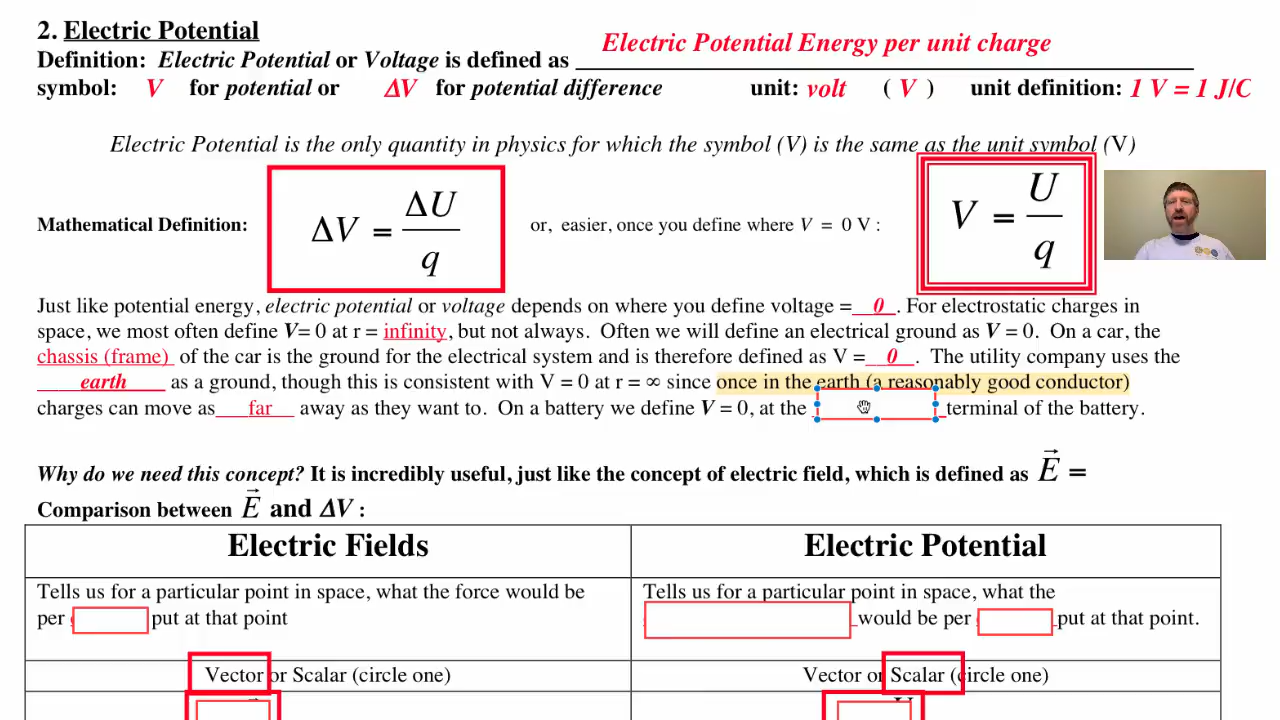 2. Electric Potential
Electric Potential Energy per unit charge
Definition: Electric Potential or Voltage is defined as
symbol: V for potential or ΔV for potential difference unit: volt ( V ) unit definition: 1 V = 1 J/C
Electric Potential is the only quantity in physics for which the symbol (V) is the same as the unit symbol (V)
Mathematical Definition: ΔV = ΔU / q or, easier, once you define where V = 0 V : V = U / q
Just like potential energy, electric potential or voltage depends on where you define voltage = 0 . For electrostatic charges in
space, we most often define V= 0 at r = infinity, but not always. Often we will define an electrical ground as V = 0. On a car, the
chassis (frame) of the car is the ground for the electrical system and is therefore defined as V = 0 . The utility company uses the
earth as a ground, though this is consistent with V = 0 at r = ∞ since once in the earth (a reasonably good conductor)
charges can move as far away as they want to. On a battery we define V = 0, at the terminal of the battery.
Why do we need this concept? It is incredibly useful, just like the concept of electric field, which is defined as E⃗ =
Comparison between E⃗ and ΔV :
Electric Fields Electric Potential
Tells us for a particular point in space, what the force would be
per put at that point
Tells us for a particular point in space, what the
would be per put at that point.
Vector or Scalar (circle one) Vector or Scalar (circle one)